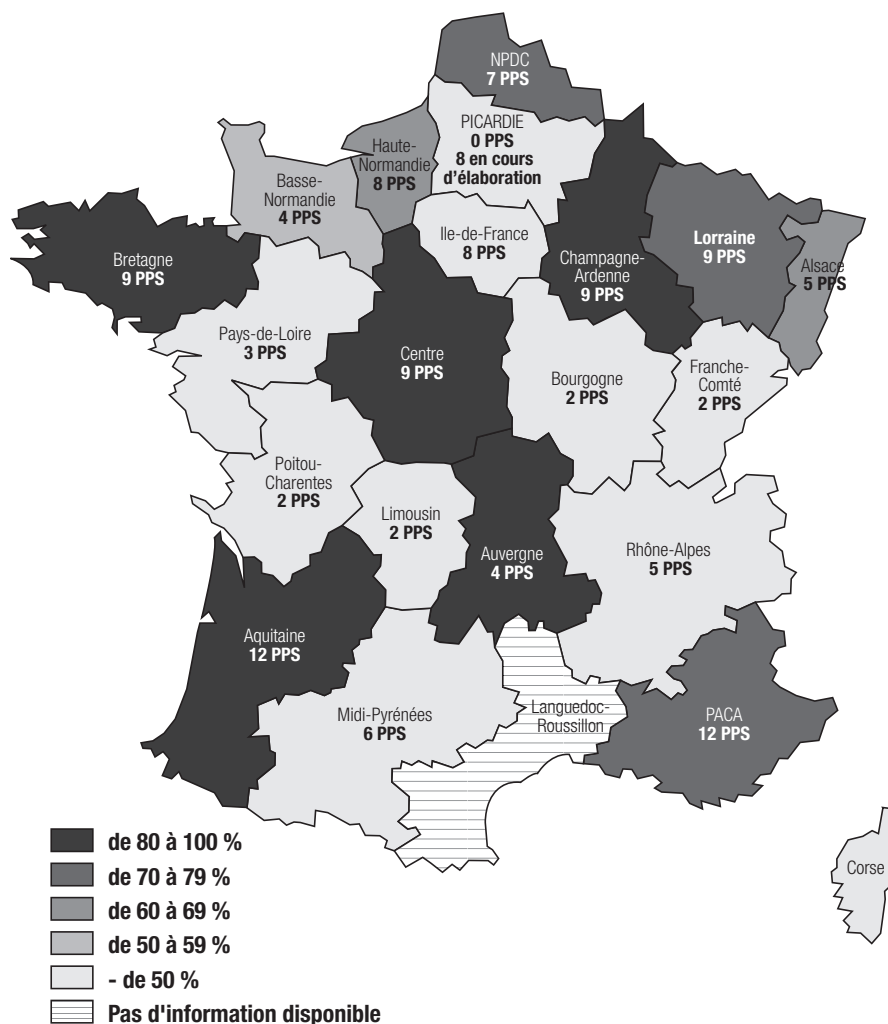 NPDC
7 PPS
PICARDIE
0 PPS
8 en cours
d'élaboration
Haute-
Normandie
8 PPS
Basse-
Normandie
4 PPS
Ile-de-France
8 PPS
Champagne-
Ardenne
9 PPS
Lorraine
9 PPS
Alsace
5 PPS
Bretagne
9 PPS
Pays-de-Loire
3 PPS
Centre
9 PPS
Bourgogne
2 PPS
Franche-
Comté
2 PPS
Poitou-
Charentes
2 PPS
Limousin
2 PPS
Auvergne
4 PPS
Rhône-Alpes
5 PPS
Aquitaine
12 PPS
Midi-Pyrénées
6 PPS
Languedoc-
Roussillon
PACA
12 PPS
Corse
de 80 à 100 %
de 70 à 79 %
de 60 à 69 %
de 50 à 59 %
- de 50 %
Pas d'information disponible